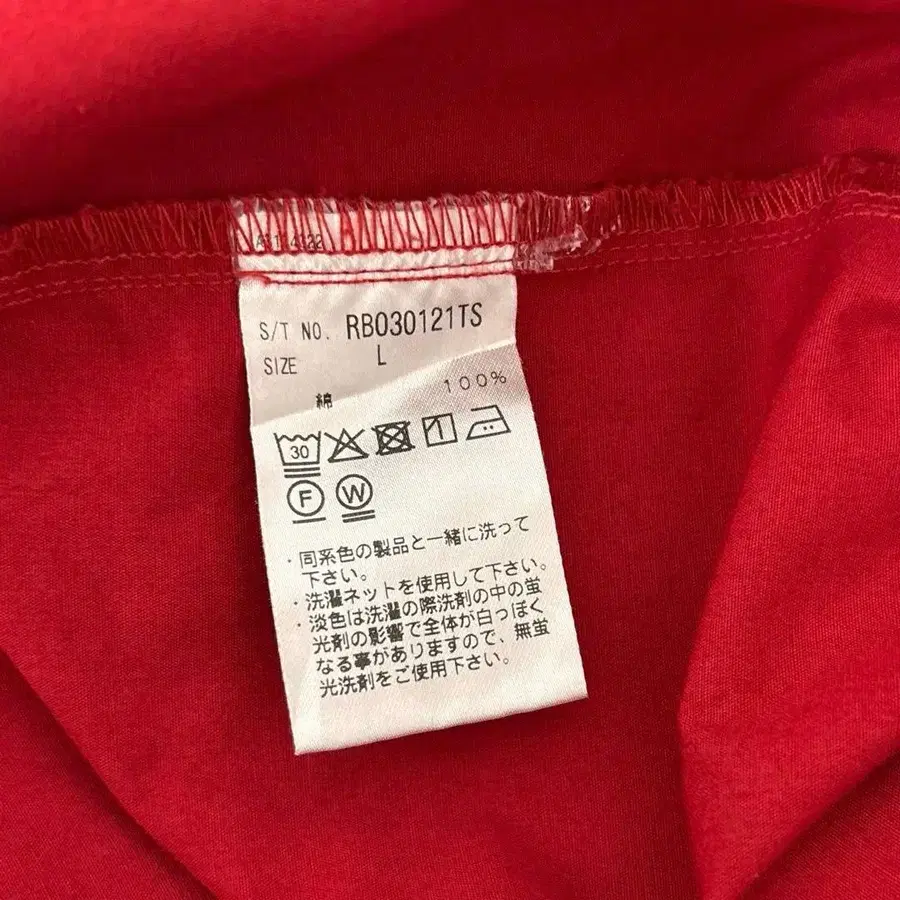 S/T NO. RB030121TS
SIZE L
綿 100%
30
F W
・同系色の製品と一緒に洗って
下さい。
・洗濯ネットを使用して下さい。
・淡色は洗濯の際洗剤の中の蛍
光剤の影響で全体が白っぽく
なる事がありますので、無蛍
光洗剤をご使用下さい。